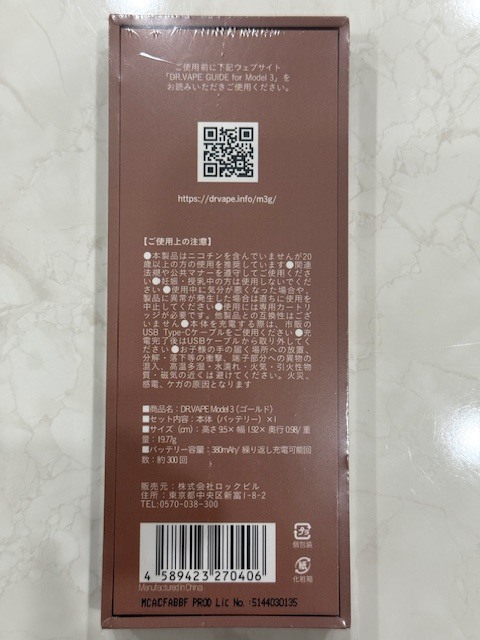 ご使用前に下記ウェブサイト
「DR.VAPE GUIDE for Model 3」を
お読みいただきご使用ください。
https://drvape.info/m3g/
【ご使用上の注意】
●本製品はニコチンを含んでいませんが20
歳以上の方の使用を推奨しています●関連
法規や公共マナーを遵守してご使用くださ
い●妊娠・授乳中の方は使用しないでくだ
さい●使用中に気分が悪くなった場合や、
製品に異常が発生した場合は直ちに使用を
中止してください●使用には専用カートリ
ッジが必要です。他製品との互換性はござ
いません●本体を充電する際は、市販の
USB Type-Cケーブルをご使用ください●充
電完了後はUSBケーブルから取り外してくだ
さい●お子様の手の届く場所への放置、
分解・落下等の衝撃、端子部分への異物の
混入、高温多湿・水濡れ・火気・引火性物
質・磁気の近くは避けてください。火災、
感電、ケガの原因となります
■商品名：DR.VAPE Model 3（ゴールド）
■セット内容：本体（バッテリー）×1
■サイズ（cm）：高さ 9.5× 幅 1.92× 奥行 0.98/ 重
量：19.77g
■バッテリー容量：380mAh/ 繰り返し充電可能回
数：約 300 回
販売元：株式会社ロックビル
住所：東京都中央区新富1-8-2
TEL:0570-038-300
4 589423 270406
個包装
紙
化粧箱
Manufactured in China
MCACFABBF PROD Lic No. :5144030135